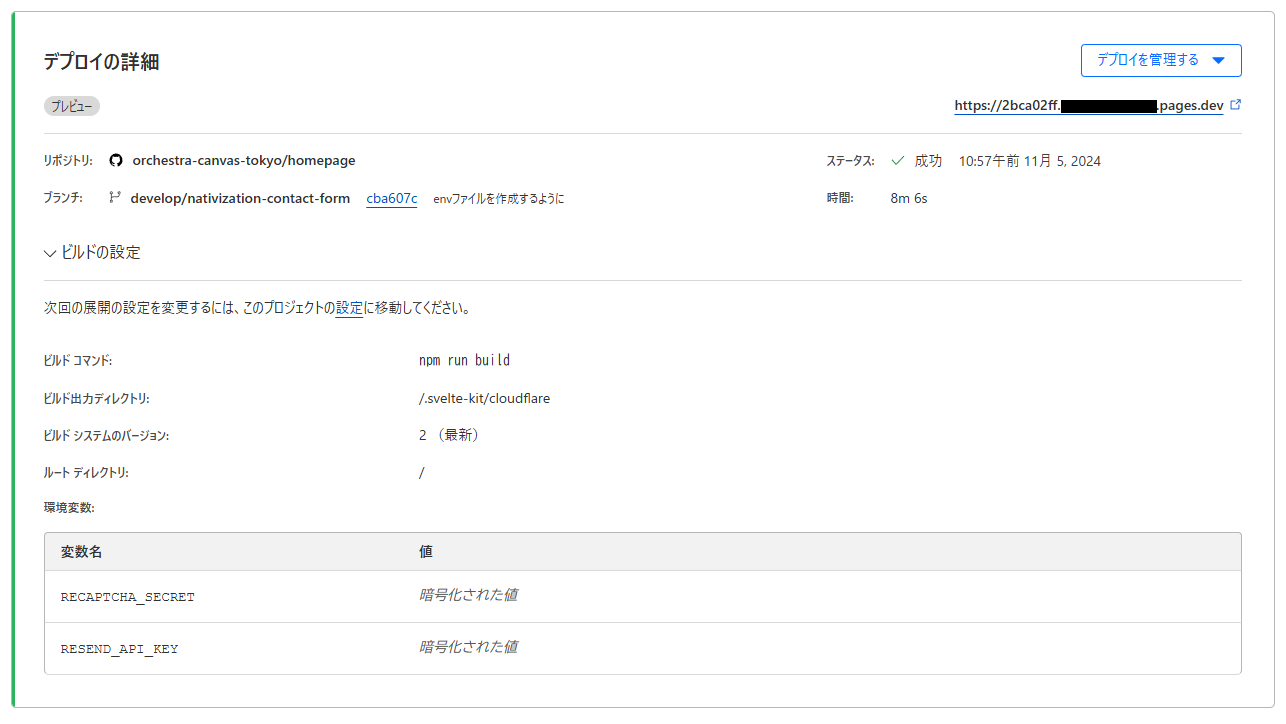 デプロイの詳細
デプロイを管理する
プレビュー
https://2bca02ff. .pages.dev
リポジトリ: orchestra-canvas-tokyo/homepage
ステータス: 成功 10:57午前 11月 5, 2024
ブランチ: develop/nativization-contact-form cba607c envファイルを作成するように
時間: 8m 6s
ビルドの設定
次回の展開の設定を変更するには、このプロジェクトの設定に移動してください。
ビルド コマンド: npm run build
ビルド出力ディレクトリ: /.svelte-kit/cloudflare
ビルド システムのバージョン: 2 （最新）
ルート ディレクトリ: /
環境変数:
変数名 値
RECAPTCHA_SECRET 暗号化された値
RESEND_API_KEY 暗号化された値